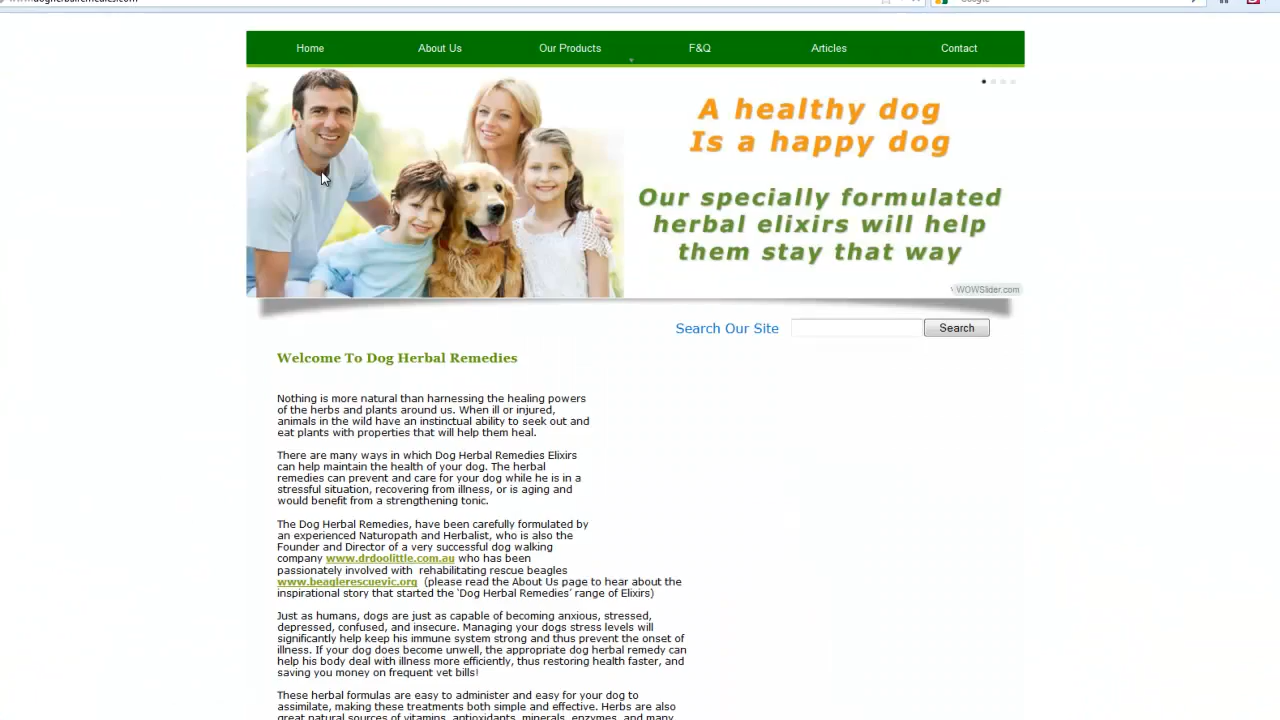 www.dogherbalremedies.com
Google
Home About Us Our Products F&Q Articles Contact
A healthy dog
Is a happy dog
Our specially formulated
herbal elixirs will help
them stay that way
WOWSlider.com
Search Our Site Search
Welcome To Dog Herbal Remedies
Nothing is more natural than harnessing the healing powers
of the herbs and plants around us. When ill or injured,
animals in the wild have an instinctual ability to seek out and
eat plants with properties that will help them heal.
There are many ways in which Dog Herbal Remedies Elixirs
can help maintain the health of your dog. The herbal
remedies can prevent and care for your dog while he is in a
stressful situation, recovering from illness, or is aging and
would benefit from a strengthening tonic.
The Dog Herbal Remedies, have been carefully formulated by
an experienced Naturopath and Herbalist, who is also the
Founder and Director of a very successful dog walking
company www.drdoolittle.com.au who has been
passionately involved with rehabilitating rescue beagles
www.beaglerescuevic.org (please read the About Us page to hear about the
inspirational story that started the ‘Dog Herbal Remedies’ range of Elixirs)
Just as humans, dogs are just as capable of becoming anxious, stressed,
depressed, confused, and insecure. Managing your dogs stress levels will
significantly help keep his immune system strong and thus prevent the onset of
illness. If your dog does become unwell, the appropriate dog herbal remedy can
help his body deal with illness more efficiently, thus restoring health faster, and
saving you money on frequent vet bills!
These herbal formulas are easy to administer and easy for your dog to
assimilate, making these treatments both simple and effective. Herbs are also
great natural sources of vitamins, antioxidants, minerals, enzymes, and many